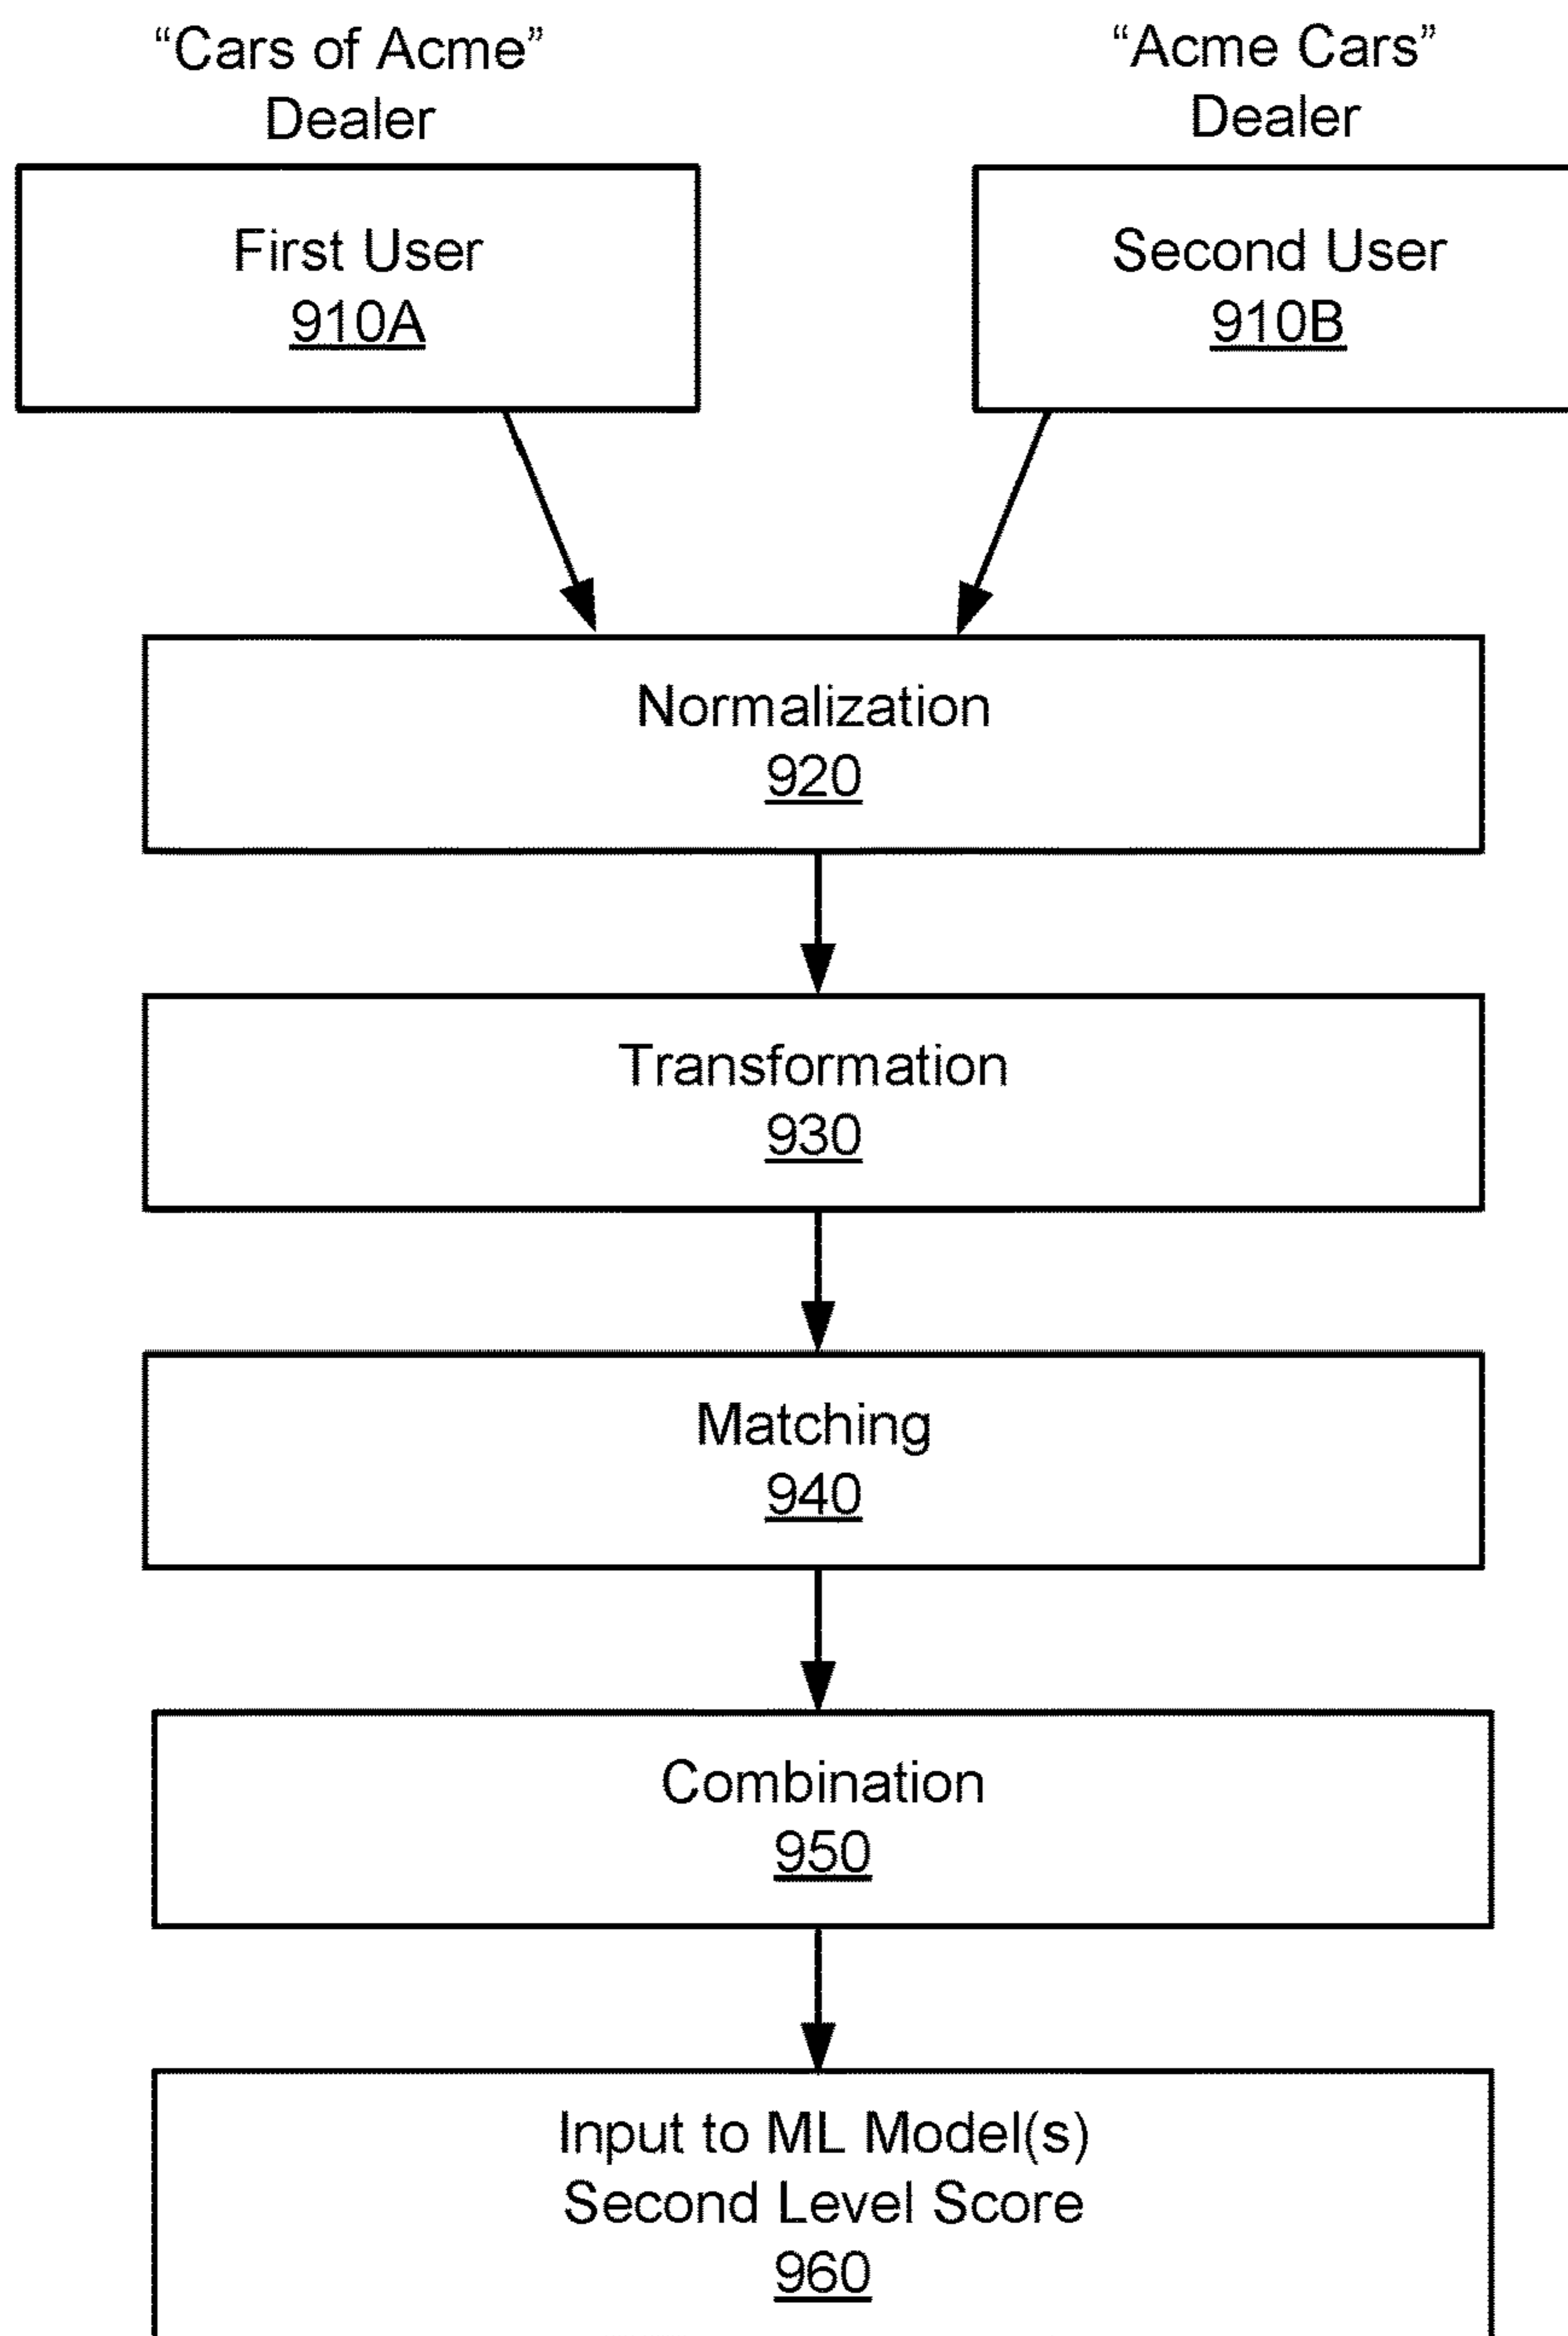 “Cars of Acme”
Dealer
“Acme Cars”
Dealer
First User
910A
Second User
910B
Normalization
920
Transformation
930
Matching
940
Combination
950
Input to ML Model(s)
Second Level Score
960